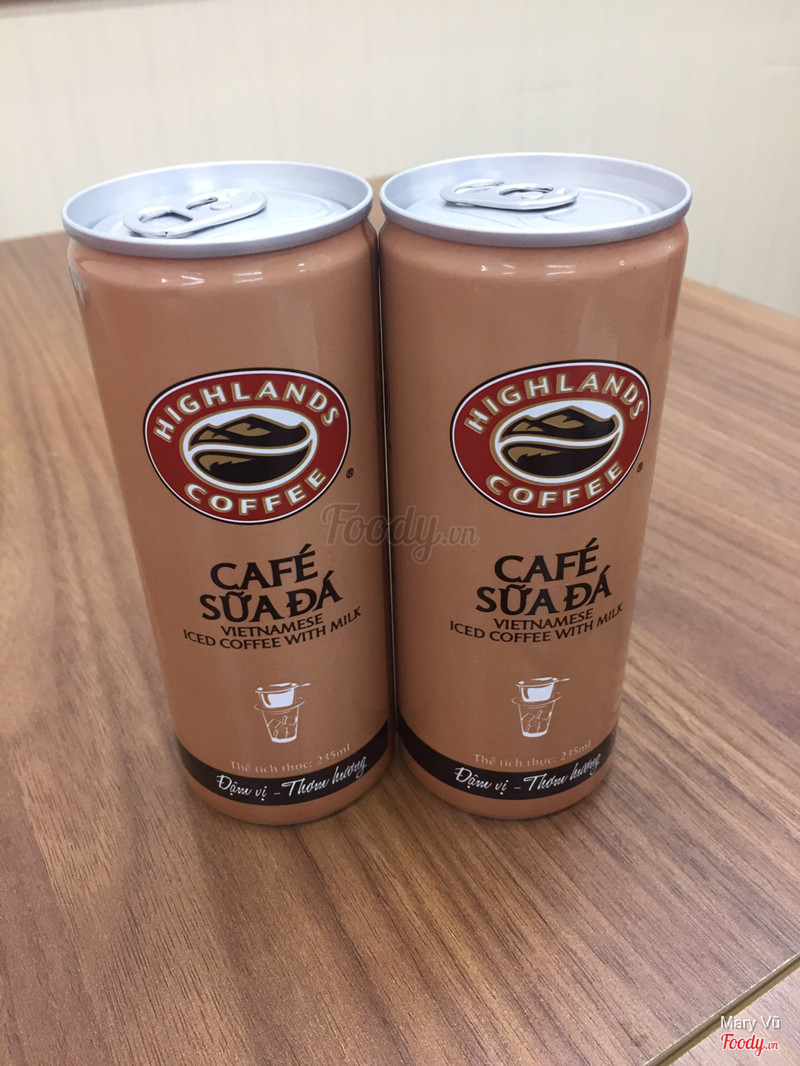 HIGHLANDS
COFFEE
®
CAFÉ
SỮA ĐÁ
VIETNAMESE
ICED COFFEE WITH MILK
Thể tích thực: 235ml
Đậm vị - Thơm hương
HIGHLANDS
COFFEE
®
CAFÉ
SỮA ĐÁ
VIETNAMESE
ICED COFFEE WITH MILK
Thể tích thực: 235ml
Đậm vị - Thơm hương
Foody.vn
Mary Vũ
Foody.vn